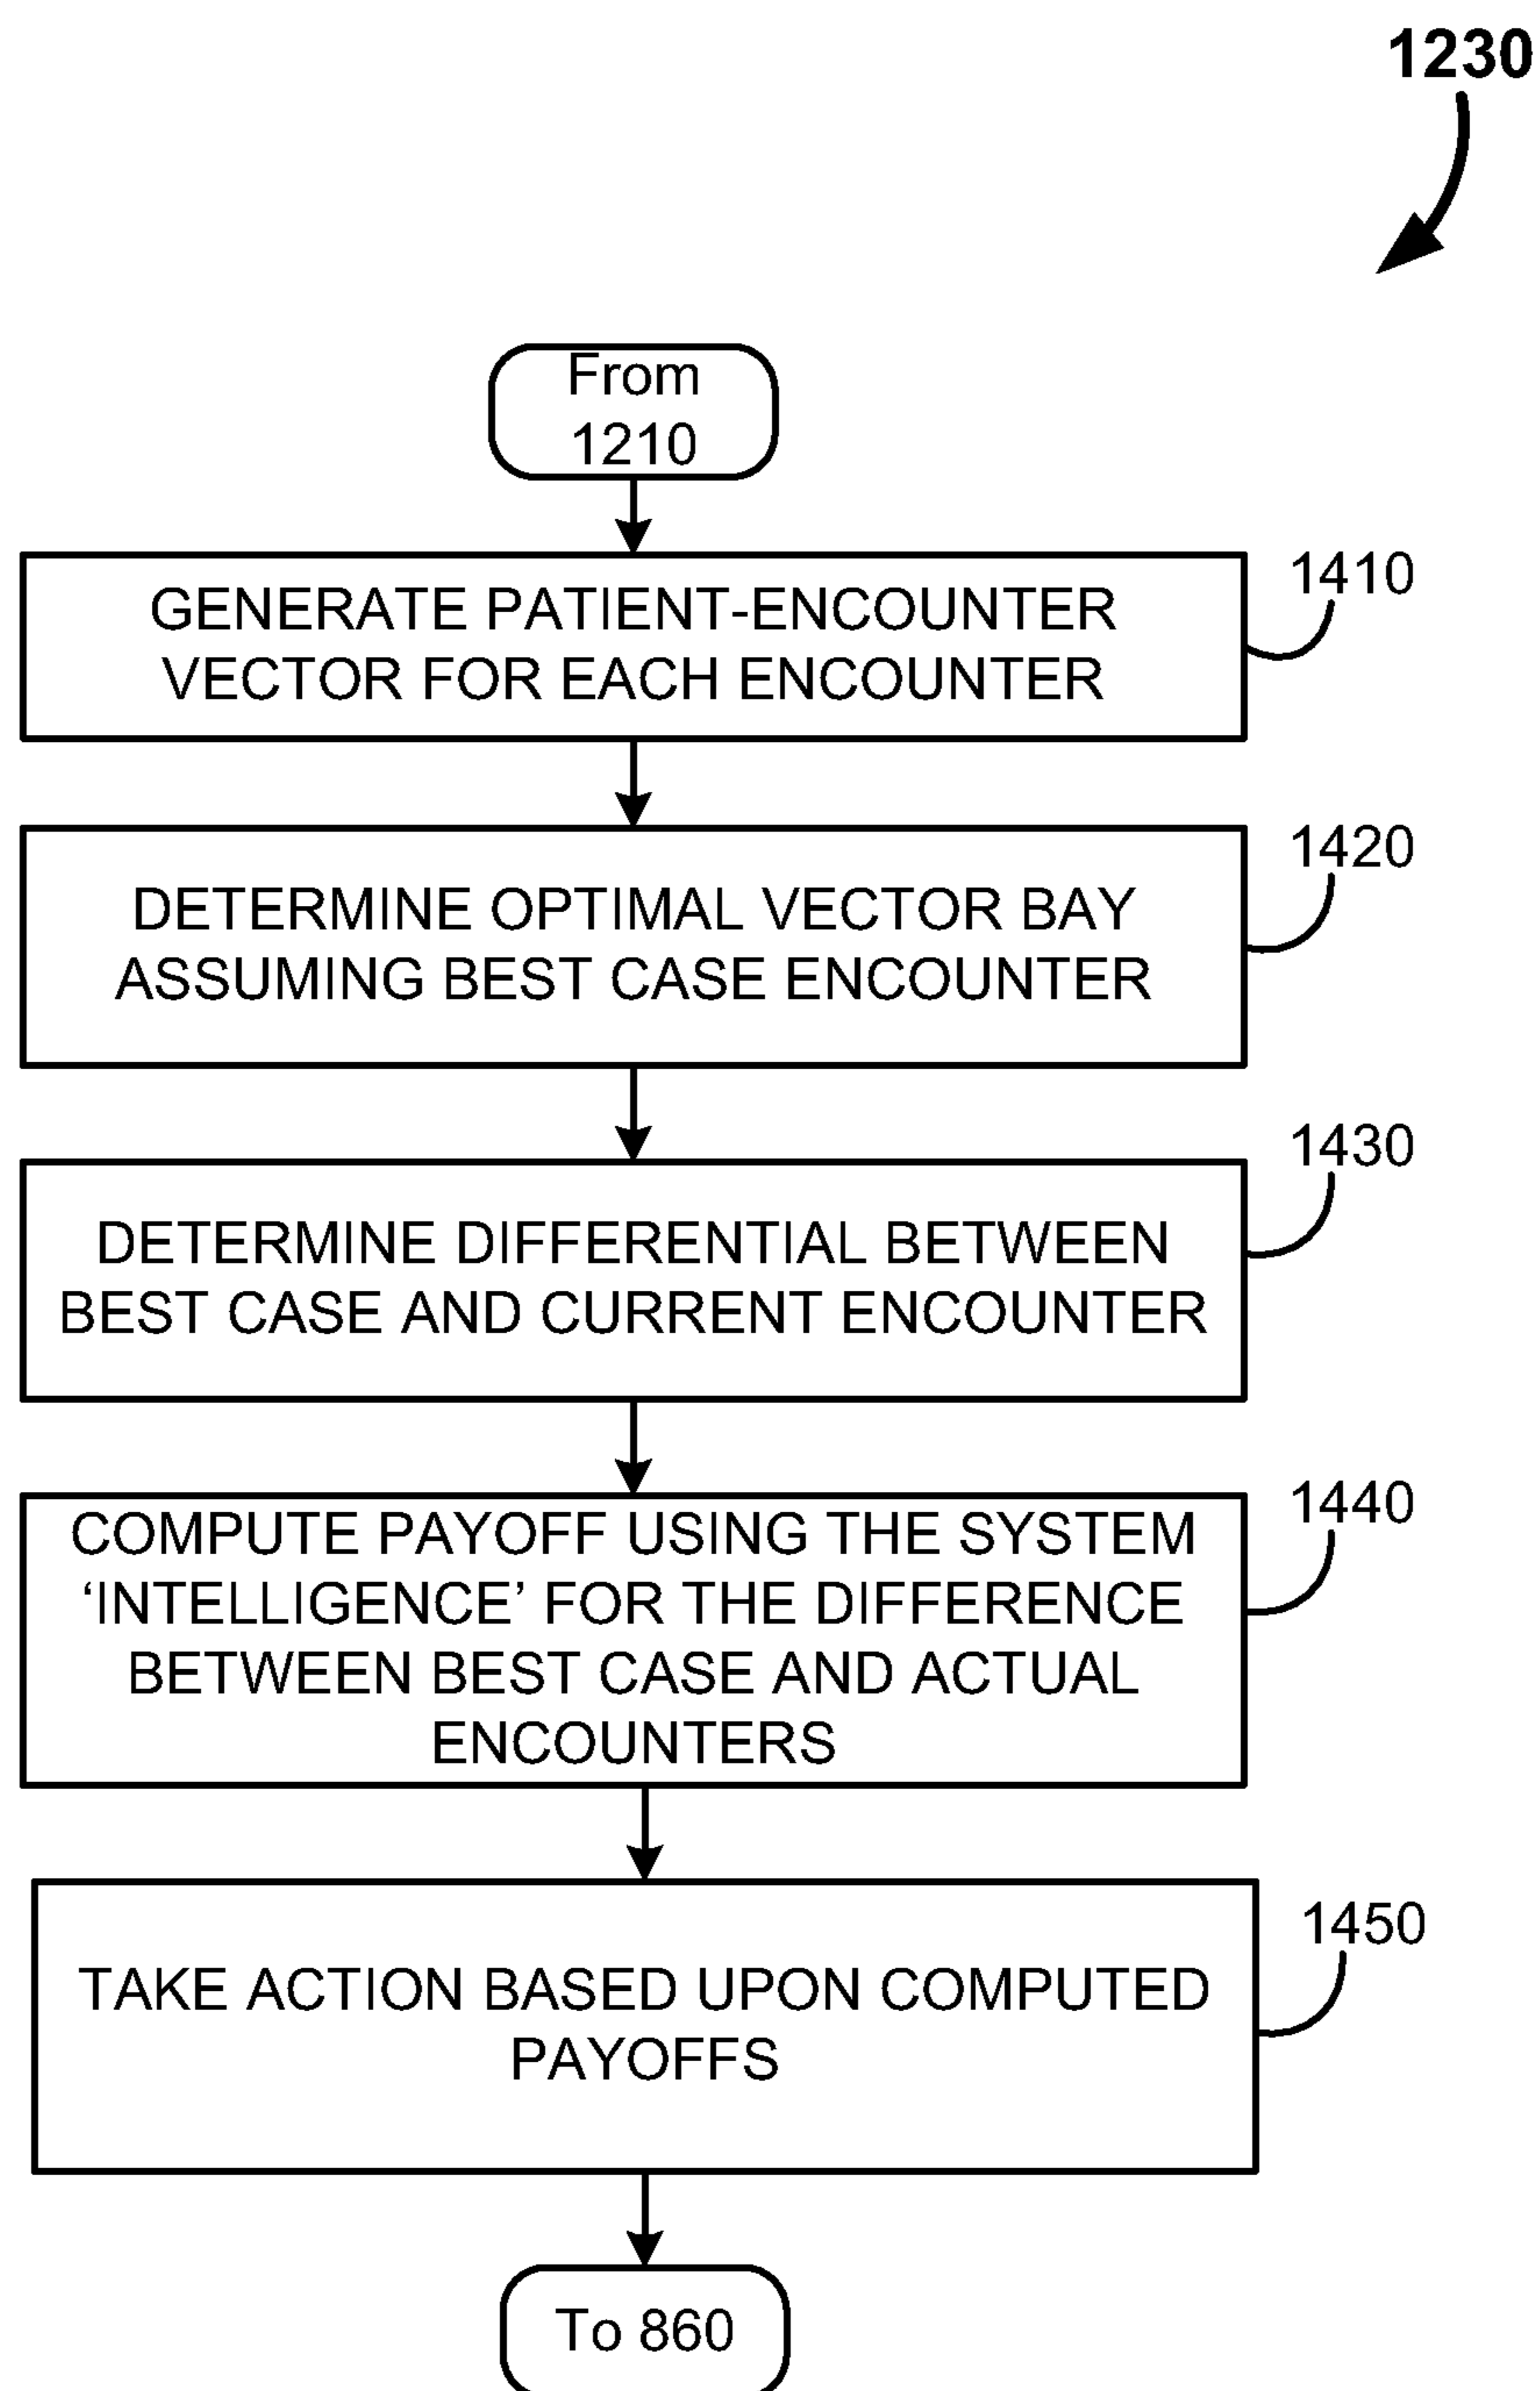 1230
From
1210
1410
GENERATE PATIENT-ENCOUNTER
VECTOR FOR EACH ENCOUNTER
1420
DETERMINE OPTIMAL VECTOR BAY
ASSUMING BEST CASE ENCOUNTER
1430
DETERMINE DIFFERENTIAL BETWEEN
BEST CASE AND CURRENT ENCOUNTER
1440
COMPUTE PAYOFF USING THE SYSTEM
‘INTELLIGENCE’ FOR THE DIFFERENCE
BETWEEN BEST CASE AND ACTUAL
ENCOUNTERS
1450
TAKE ACTION BASED UPON COMPUTED
PAYOFFS
To 860